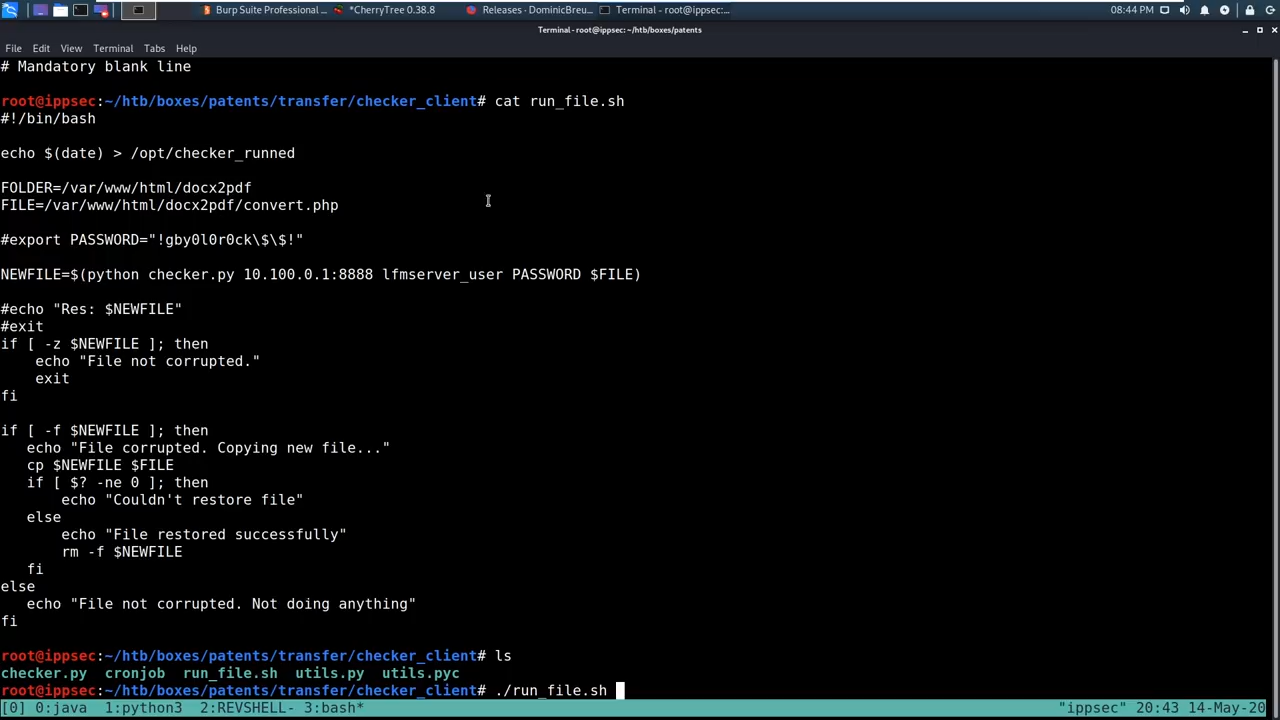 Burp Suite Professional ...
*CherryTree 0.38.8
Releases - DominicBreu...
Terminal - root@ippsec:...
08:44 PM
Terminal - root@ippsec: ~/htb/boxes/patents
File Edit View Terminal Tabs Help
# Mandatory blank line
root@ippsec:~/htb/boxes/patents/transfer/checker_client# cat run_file.sh
#!/bin/bash
echo $(date) > /opt/checker_runned
FOLDER=/var/www/html/docx2pdf
FILE=/var/www/html/docx2pdf/convert.php
#export PASSWORD="!gby0l0r0ck\$\$!"
NEWFILE=$(python checker.py 10.100.0.1:8888 lfmserver_user PASSWORD $FILE)
#echo "Res: $NEWFILE"
#exit
if [ -z $NEWFILE ]; then
    echo "File not corrupted."
    exit
fi
if [ -f $NEWFILE ]; then
   echo "File corrupted. Copying new file..."
   cp $NEWFILE $FILE
   if [ $? -ne 0 ]; then
       echo "Couldn't restore file"
   else
       echo "File restored successfully"
       rm -f $NEWFILE
   fi
else
   echo "File not corrupted. Not doing anything"
fi
root@ippsec:~/htb/boxes/patents/transfer/checker_client# ls
checker.py  cronjob  run_file.sh  utils.py  utils.pyc
root@ippsec:~/htb/boxes/patents/transfer/checker_client# ./run_file.sh
[0] 0:java  1:python3  2:REVSHELL- 3:bash* "ippsec" 20:43 14-May-20